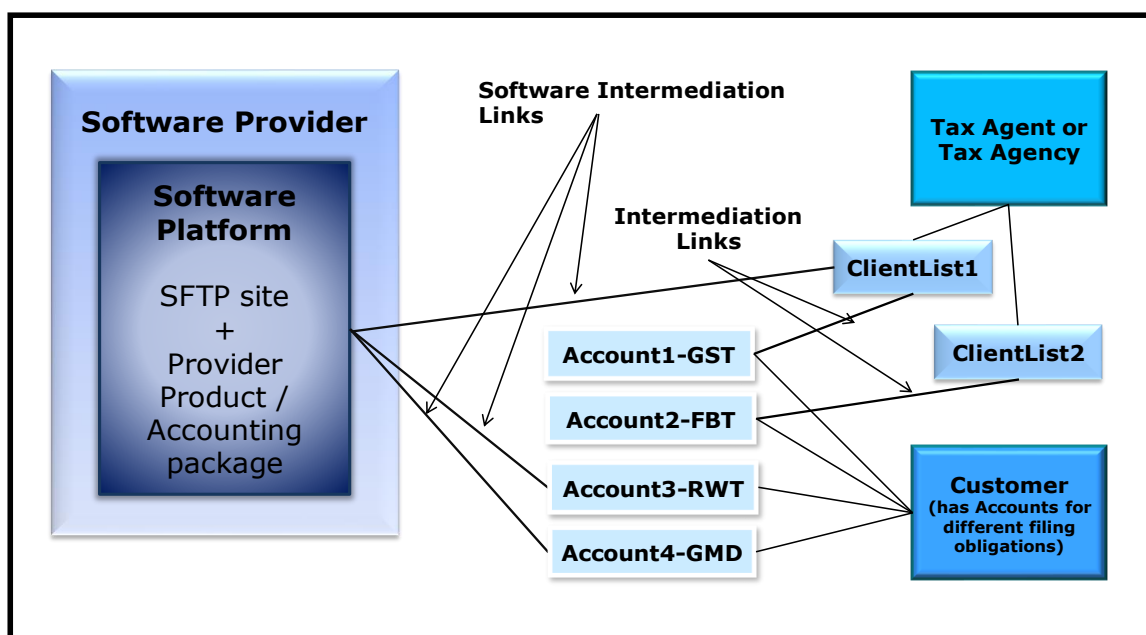 Software Provider
Software
Platform
SFTP site
+
Provider
Product /
Accounting
package
Software Intermediation
Links
Intermediation
Links
Tax Agent or
Tax Agency
ClientList1
ClientList2
Account1-GST
Account2-FBT
Account3-RWT
Account4-GMD
Customer
(has Accounts for
different filing
obligations)